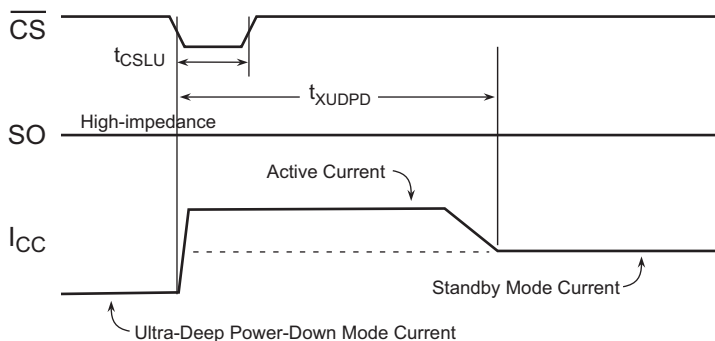 CS
tCSLU
tXUDPD
High-impedance
SO
Active Current
ICC
Standby Mode Current
Ultra-Deep Power-Down Mode Current